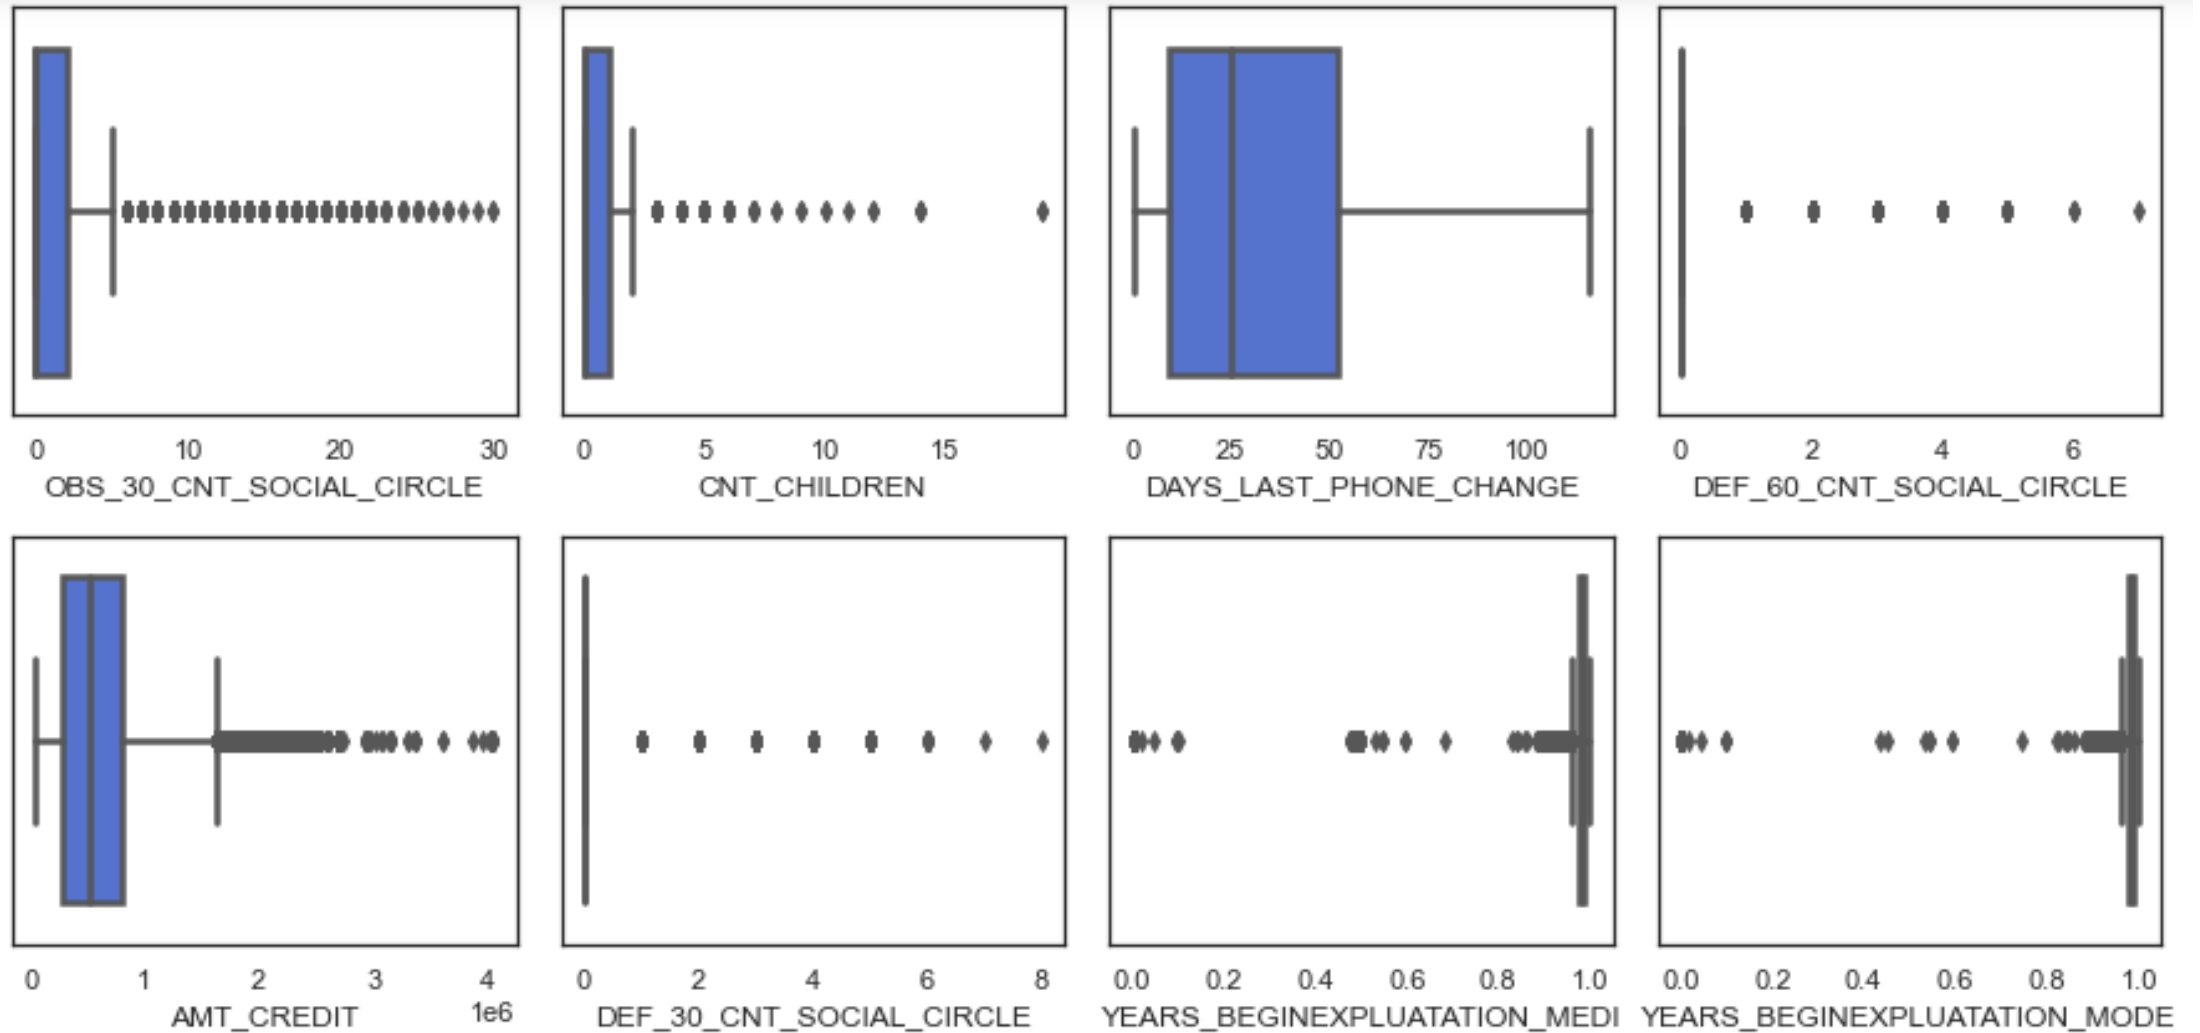 0 10 20 30
OBS_30_CNT_SOCIAL_CIRCLE
0 5 10 15
CNT_CHILDREN
0 25 50 75 100
DAYS_LAST_PHONE_CHANGE
0 2 4 6
DEF_60_CNT_SOCIAL_CIRCLE
0 1 2 3 4
AMT_CREDIT
1e6
0 2 4 6 8
DEF_30_CNT_SOCIAL_CIRCLE
0.0 0.2 0.4 0.6 0.8 1.0
YEARS_BEGINEXPLUATATION_MEDI
0.0 0.2 0.4 0.6 0.8 1.0
YEARS_BEGINEXPLUATATION_MODE